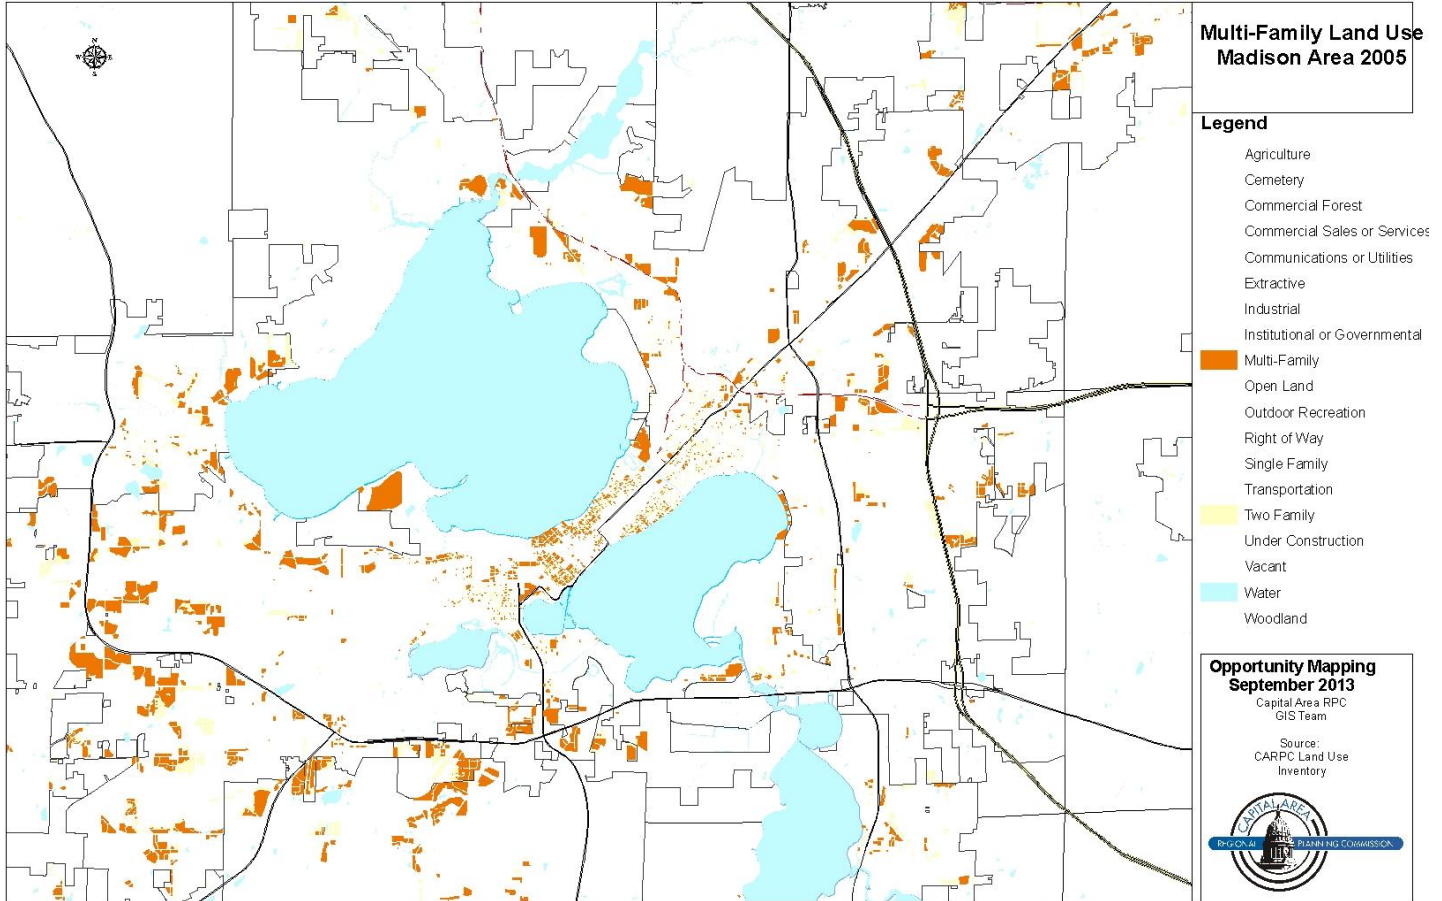 Multi-Family Land Use
Madison Area 2005
N
W E
S
Legend
Agriculture
Cemetery
Commercial Forest
Commercial Sales or Services
Communications or Utilities
Extractive
Industrial
Institutional or Governmental
Multi-Family
Open Land
Outdoor Recreation
Right of Way
Single Family
Transportation
Two Family
Under Construction
Vacant
Water
Woodland
Opportunity Mapping
September 2013
Capital Area RPC
GIS Team
Source:
CARPC Land Use
Inventory
CAPITAL AREA
REGIONAL PLANNING COMMISSION